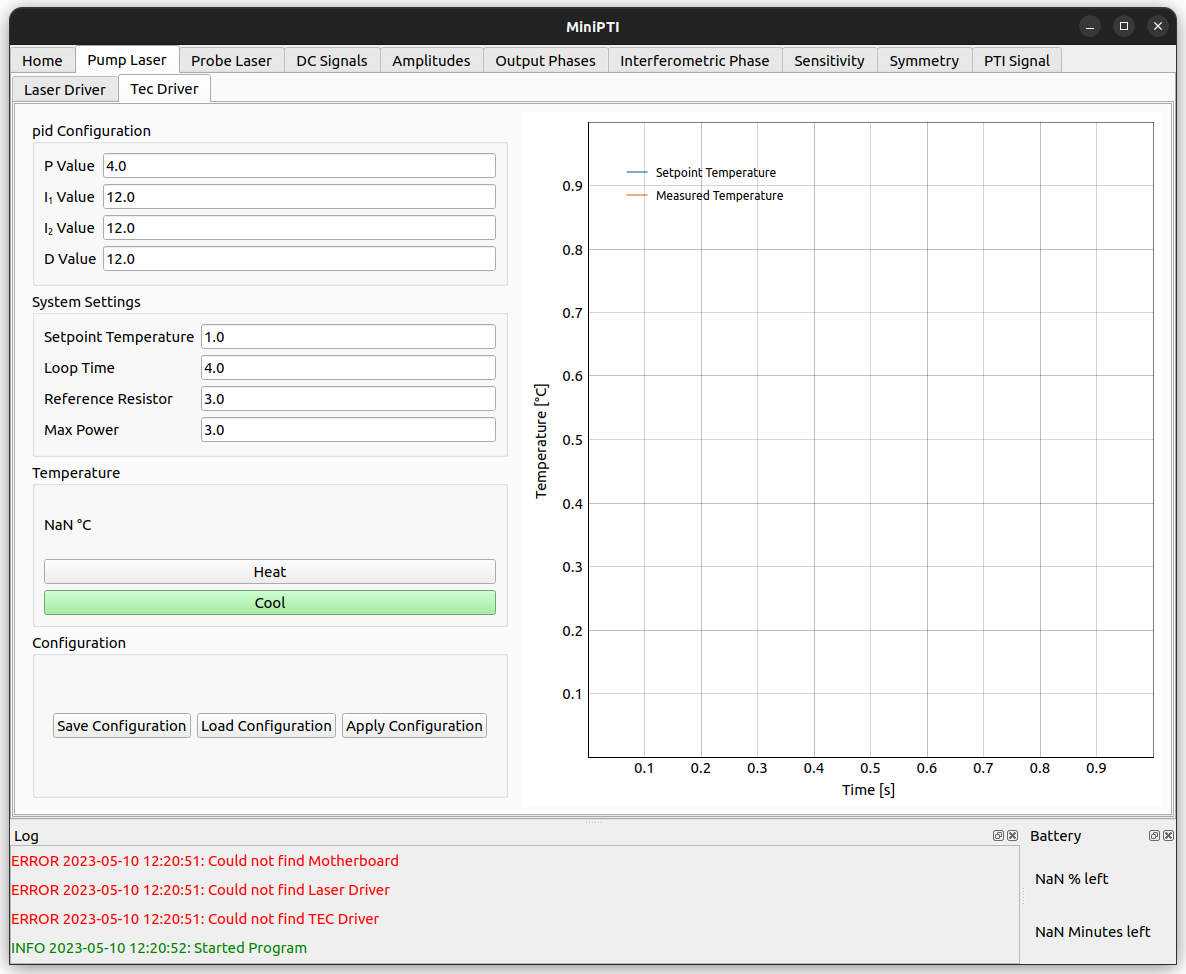 MiniPTI
Home Pump Laser Probe Laser DC Signals Amplitudes Output Phases Interferometric Phase Sensitivity Symmetry PTI Signal
Laser Driver Tec Driver
pid Configuration
P Value 4.0
I₁ Value 12.0
I₂ Value 12.0
D Value 12.0
System Settings
Setpoint Temperature 1.0
Loop Time 4.0
Reference Resistor 3.0
Max Power 3.0
Temperature
NaN °C
Heat
Cool
Configuration
Save Configuration Load Configuration Apply Configuration
Setpoint Temperature
Measured Temperature
0.9
0.8
0.7
0.6
0.5
0.4
0.3
0.2
0.1
Temperature [°C]
0.1 0.2 0.3 0.4 0.5 0.6 0.7 0.8 0.9
Time [s]
Log
ERROR 2023-05-10 12:20:51: Could not find Motherboard
ERROR 2023-05-10 12:20:51: Could not find Laser Driver
ERROR 2023-05-10 12:20:51: Could not find TEC Driver
INFO 2023-05-10 12:20:52: Started Program
Battery
NaN % left
NaN Minutes left